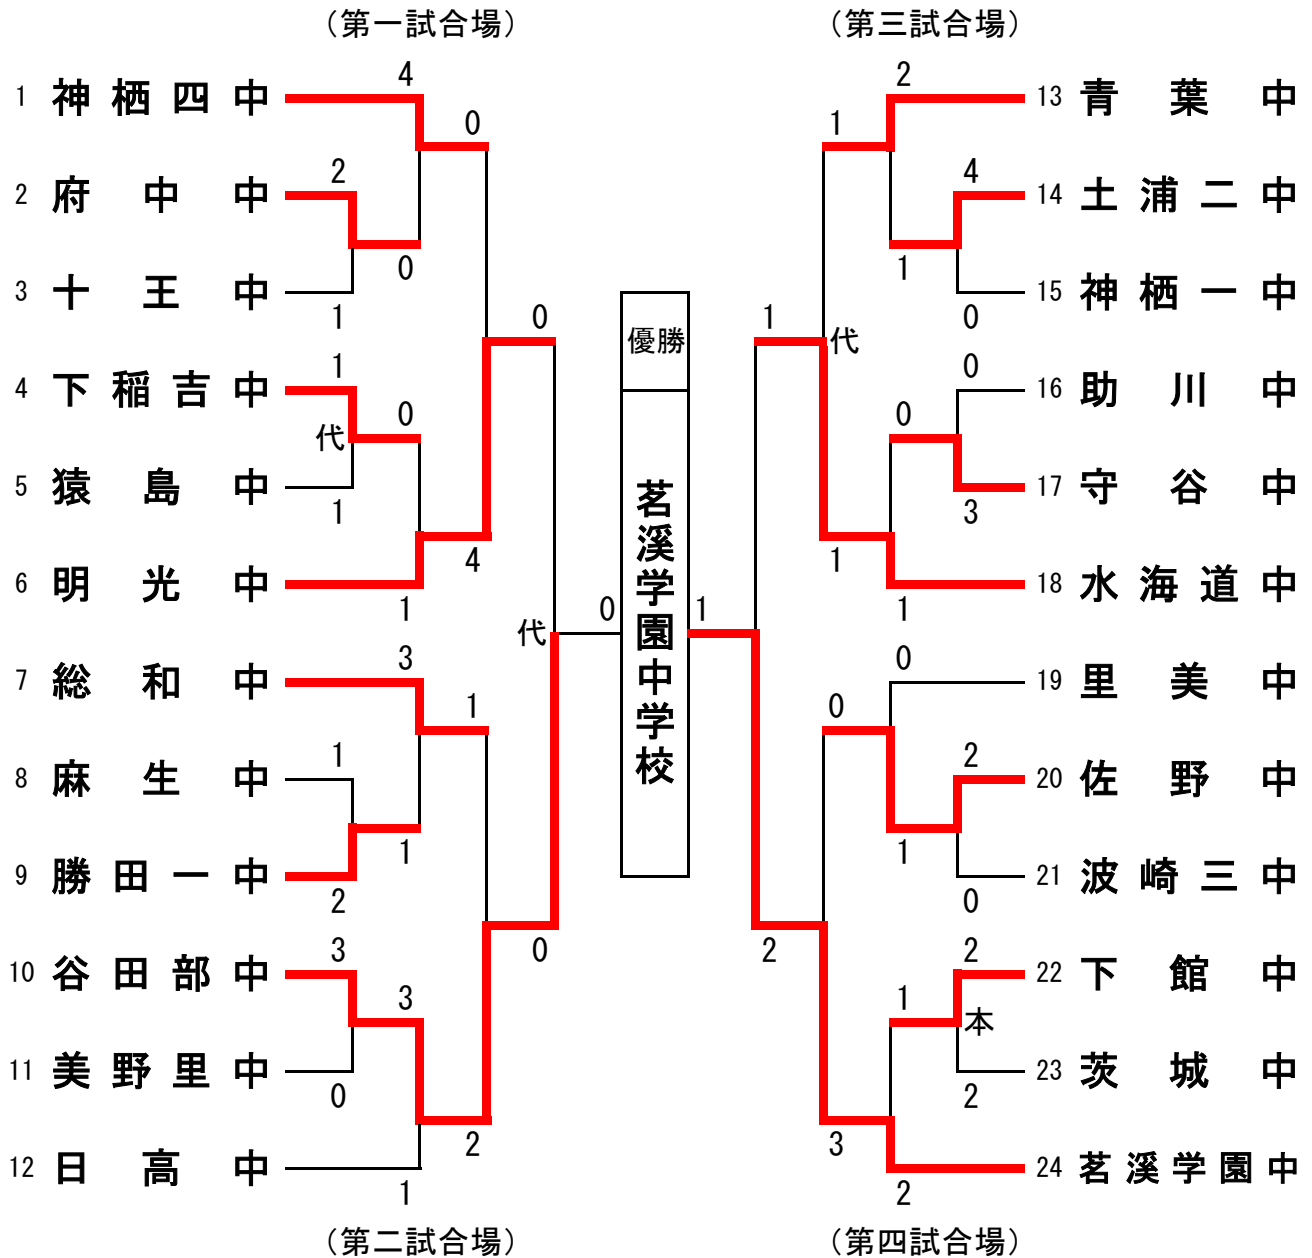 （第一試合場）
（第三試合場）
1 神栖四中
2 府中中
3 十王中
4 下稲吉中
5 猿島中
6 明光中
7 総和中
8 麻生中
9 勝田一中
10 谷田部中
11 美野里中
12 日高中
4
0
2
0
1
0
1
0
代
1
4
1
代
0
3
1
1
1
2
0
3
3
0
2
1
優勝
茗溪学園中学校
2
1
4
1
0
1
代
0
0
3
1
1
1
0
0
2
1
0
2
2
1
本
2
3
2
13 青葉中
14 土浦二中
15 神栖一中
16 助川中
17 守谷中
18 水海道中
19 里美中
20 佐野中
21 波崎三中
22 下館中
23 茨城中
24 茗溪学園中
（第二試合場）
（第四試合場）